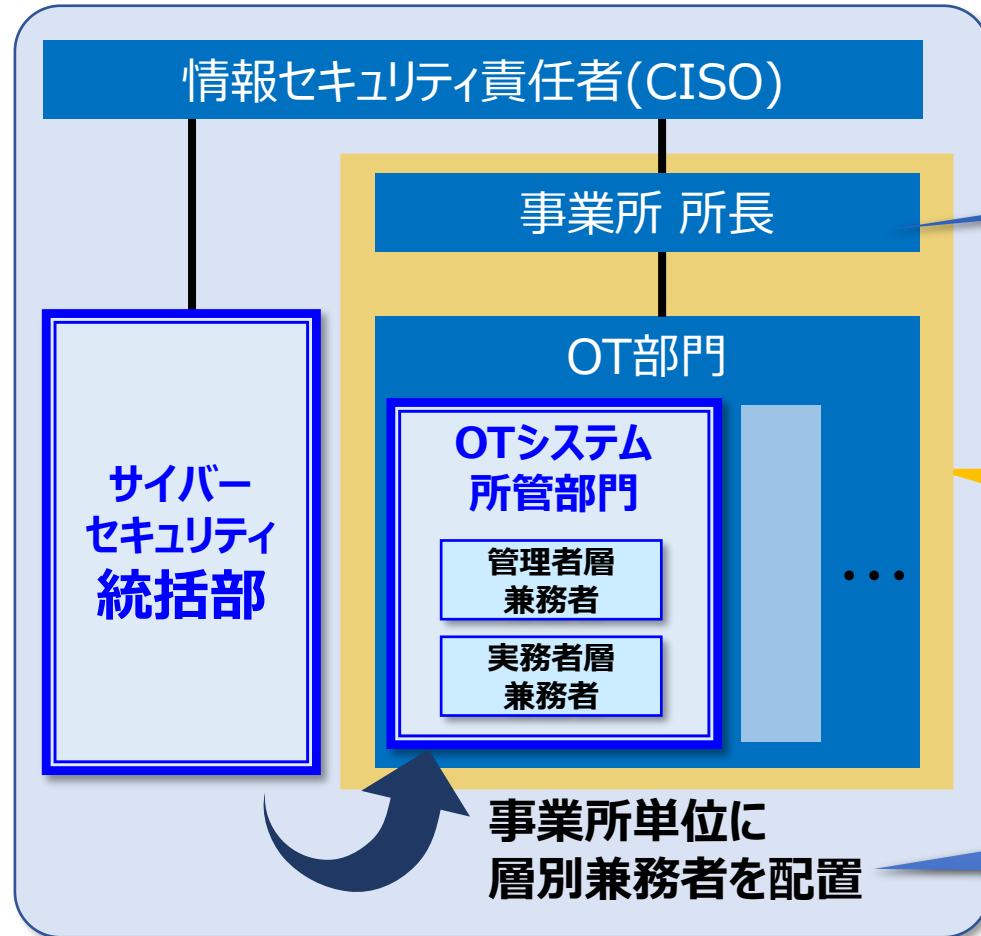 情報セキュリティ責任者(CISO)
事業所 所長
OT部門
サイバー
セキュリティ
統括部
OTシステム
所管部門
管理者層
兼務者
実務者層
兼務者
・・・
事業所単位に
層別兼務者を配置